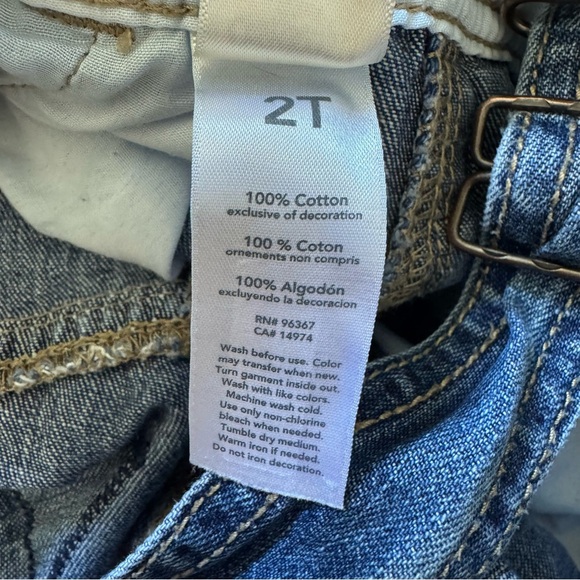 2T
100% Cotton
exclusive of decoration
100 % Coton
ornements non compris
100% Algodón
excluyendo la decoracion
RN# 96367
CA# 14974
Wash before use. Color
may transfer when new.
Turn garment inside out.
Wash with like colors.
Machine wash cold.
Use only non-chlorine
bleach when needed.
Tumble dry medium.
Warm iron if needed.
Do not iron decoration.